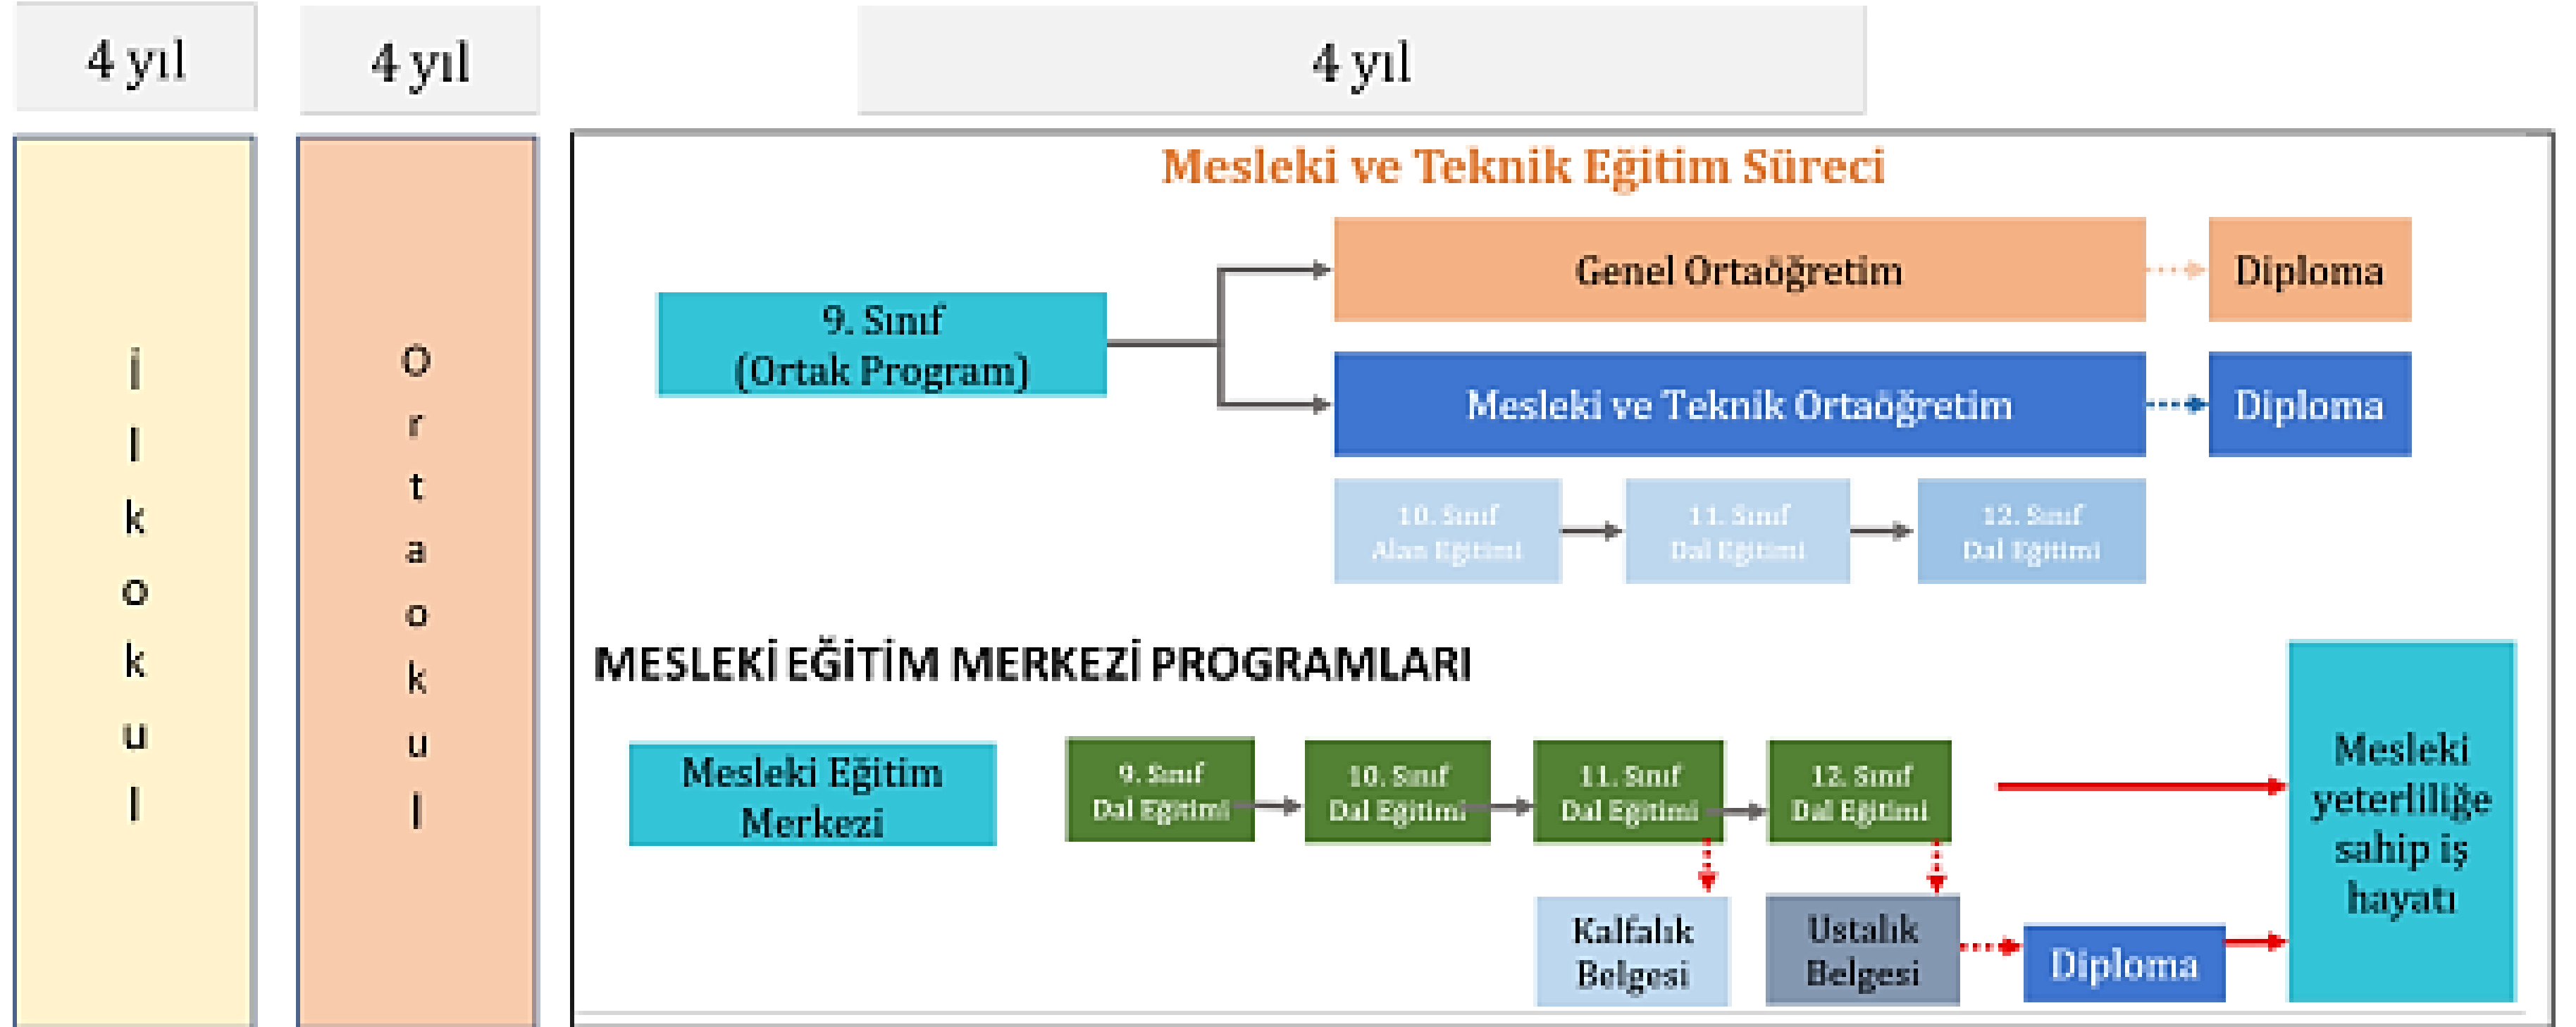 4 yıl
4 yıl
4 yıl
İlkokul
Ortaokul
Mesleki ve Teknik Eğitim Süreci
9. Sınıf
(Ortak Program)
Genel Ortaöğretim
Diploma
Mesleki ve Teknik Ortaöğretim
Diploma
10. Sınıf
Alan Eğitimi
11. Sınıf
Dal Eğitimi
12. Sınıf
Dal Eğitimi
MESLEKİ EĞİTİM MERKEZİ PROGRAMLARI
Mesleki Eğitim
Merkezi
9. Sınıf
Dal Eğitimi
10. Sınıf
Dal Eğitimi
11. Sınıf
Dal Eğitimi
12. Sınıf
Dal Eğitimi
Kalfalık
Belgesi
Ustalık
Belgesi
Diploma
Mesleki
yeterliliğe
sahip iş
hayatı